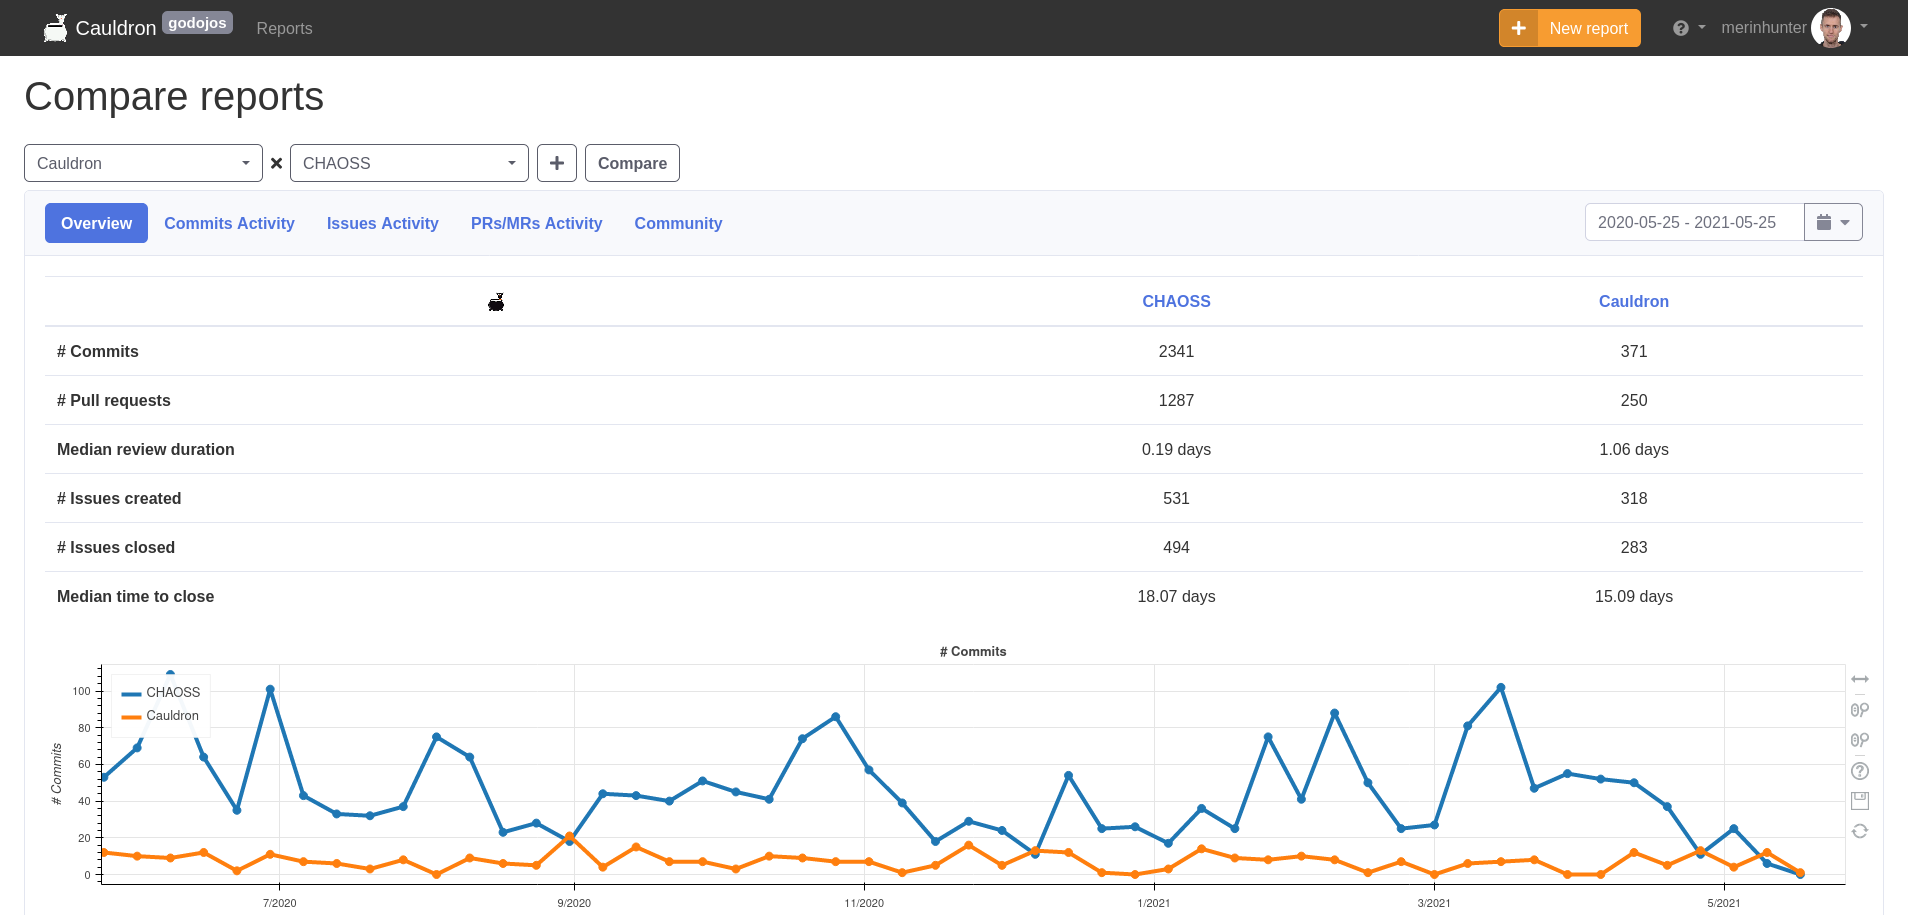 Cauldron godojos Reports New report merinhunter
Compare reports
Cauldron CHAOSS Compare
Overview Commits Activity Issues Activity PRs/MRs Activity Community 2020-05-25 - 2021-05-25
CHAOSS Cauldron
# Commits 2341 371
# Pull requests 1287 250
Median review duration 0.19 days 1.06 days
# Issues created 531 318
# Issues closed 494 283
Median time to close 18.07 days 15.09 days
# Commits
# Commits
100
80
60
40
20
0
CHAOSS
Cauldron
7/2020 9/2020 11/2020 1/2021 3/2021 5/2021